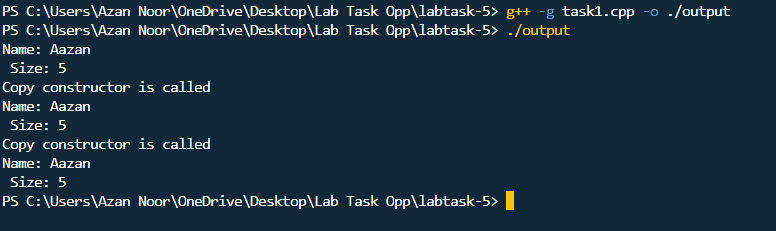 PS C:\Users\Azan Noor\OneDrive\Desktop\Lab Task Opp\labtask-5> g++ -g task1.cpp -o ./output
PS C:\Users\Azan Noor\OneDrive\Desktop\Lab Task Opp\labtask-5> ./output
Name: Aazan
 Size: 5
Copy constructor is called
Name: Aazan
 Size: 5
Copy constructor is called
Name: Aazan
 Size: 5
PS C:\Users\Azan Noor\OneDrive\Desktop\Lab Task Opp\labtask-5>